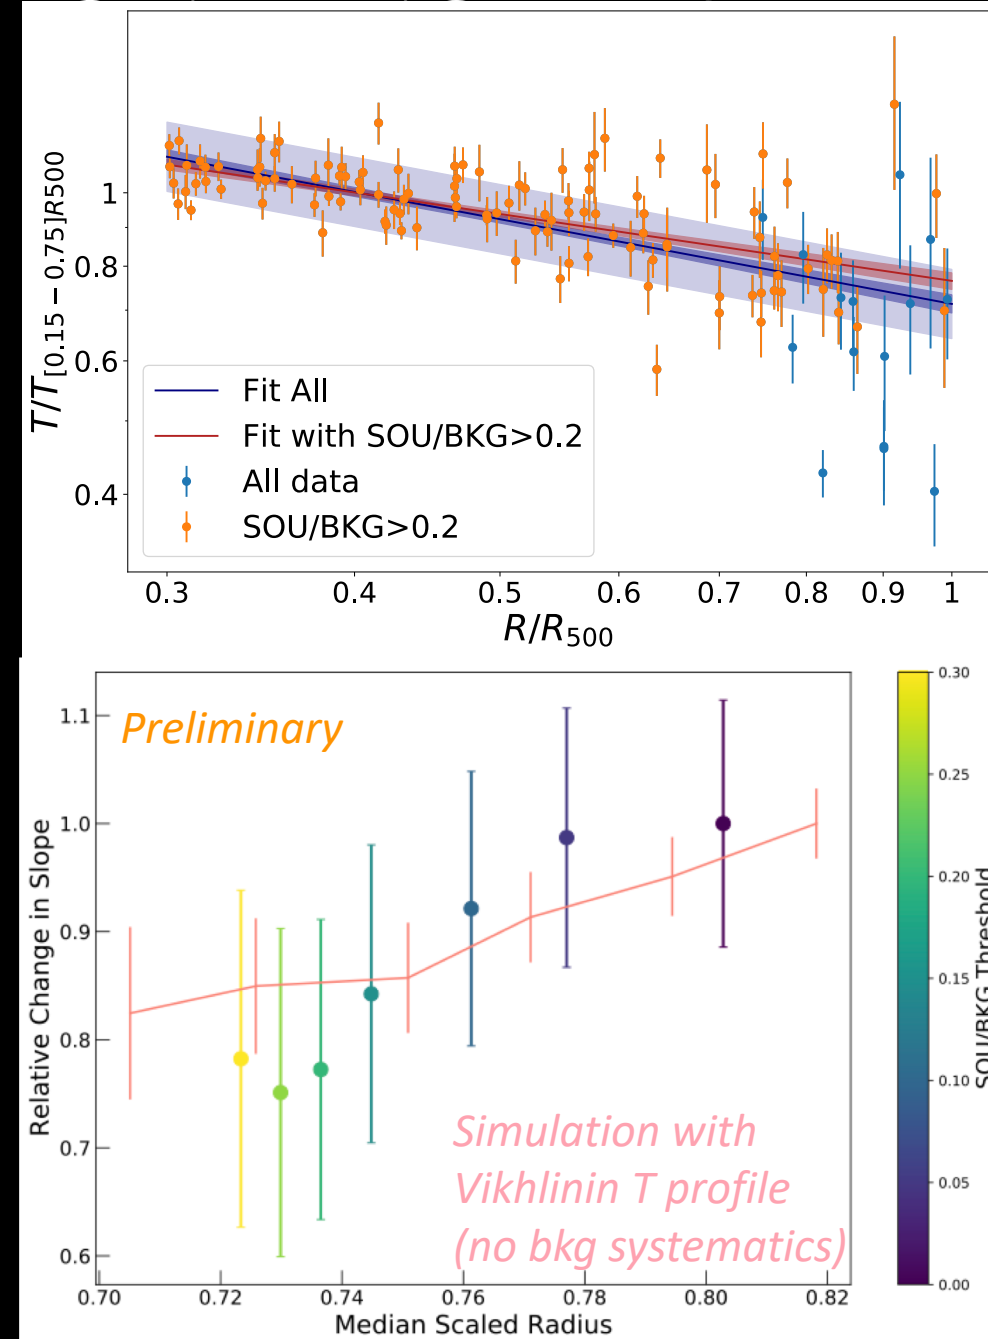 T/T[0.15 − 0.75]R500
1
0.8
0.6
0.4
Fit All
Fit with SOU/BKG>0.2
All data
SOU/BKG>0.2
0.3 0.4 0.5 0.6 0.7 0.8 0.9 1
R/R500
Preliminary
Relative Change in Slope
1.1
1.0
0.9
0.8
0.7
0.6
Simulation with
Vikhlinin T profile
(no bkg systematics)
0.70 0.72 0.74 0.76 0.78 0.80 0.82
Median Scaled Radius
0.30
0.25
0.20
0.15
0.10
0.05
0.00
SOU/BKG Threshold